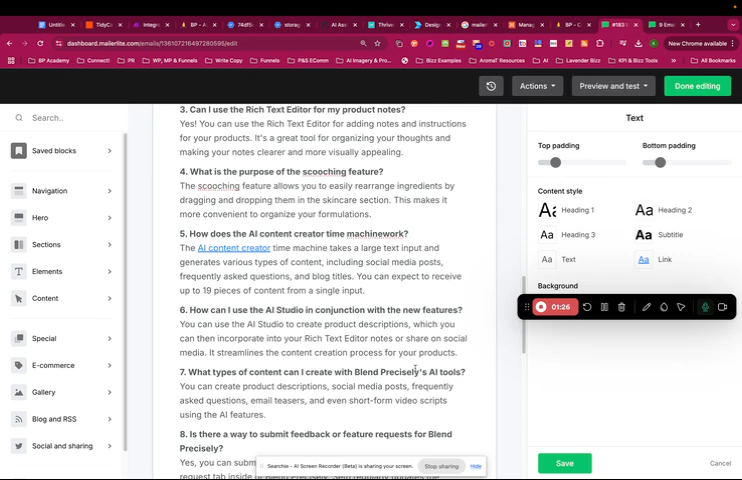 Untitle
TidyCa
Integra
BP - A
74df5
storag
AI Ass
Thrive
Design
mailer
Manag
BP - C
#183
9 Ema
dashboard.mailerlite.com/emails/136107216497280595/edit
New Chrome available
BP Academy
Connect!
PR
WP, MP & Funnels
Write Copy
Funnels
P&S EComm
AI Imagery & Pro...
Bizz Examples
AromaT Resources
AI
Lavender Bizz
KPI & Bizz Tools
All Bookmarks
Actions
Preview and test
Done editing
Search...
Saved blocks
Navigation
Hero
Sections
Elements
Content
Special
E-commerce
Gallery
Blog and RSS
Social and sharing
3. Can I use the Rich Text Editor for my product notes?
Yes! You can use the Rich Text Editor for adding notes and instructions
for your products. It's a great tool for organizing your thoughts and
making your notes clearer and more visually appealing.
4. What is the purpose of the scooching feature?
The scooching feature allows you to easily rearrange ingredients by
dragging and dropping them in the skincare section. This makes it
more convenient to organize your formulations.
5. How does the AI content creator time machinework?
The AI content creator time machine takes a large text input and
generates various types of content, including social media posts,
frequently asked questions, and blog titles. You can expect to receive
up to 19 pieces of content from a single input.
6. How can I use the AI Studio in conjunction with the new features?
You can use the AI Studio to create product descriptions, which you
can then incorporate into your Rich Text Editor notes or share on social
media. It streamlines the content creation process for your products.
7. What types of content can I create with Blend Precisely's AI tools?
You can create product descriptions, social media posts, frequently
asked questions, email teasers, and even short-form video scripts
using the AI features.
8. Is there a way to submit feedback or feature requests for Blend
Precisely?
Yes, you can subm
Searchie - AI Screen Recorder (Beta) is sharing your screen.
Stop sharing
Hide
Text
Top padding
Bottom padding
Content style
Heading 1
Heading 2
Heading 3
Subtitle
Text
Link
Background
01:26
Save
Cancel